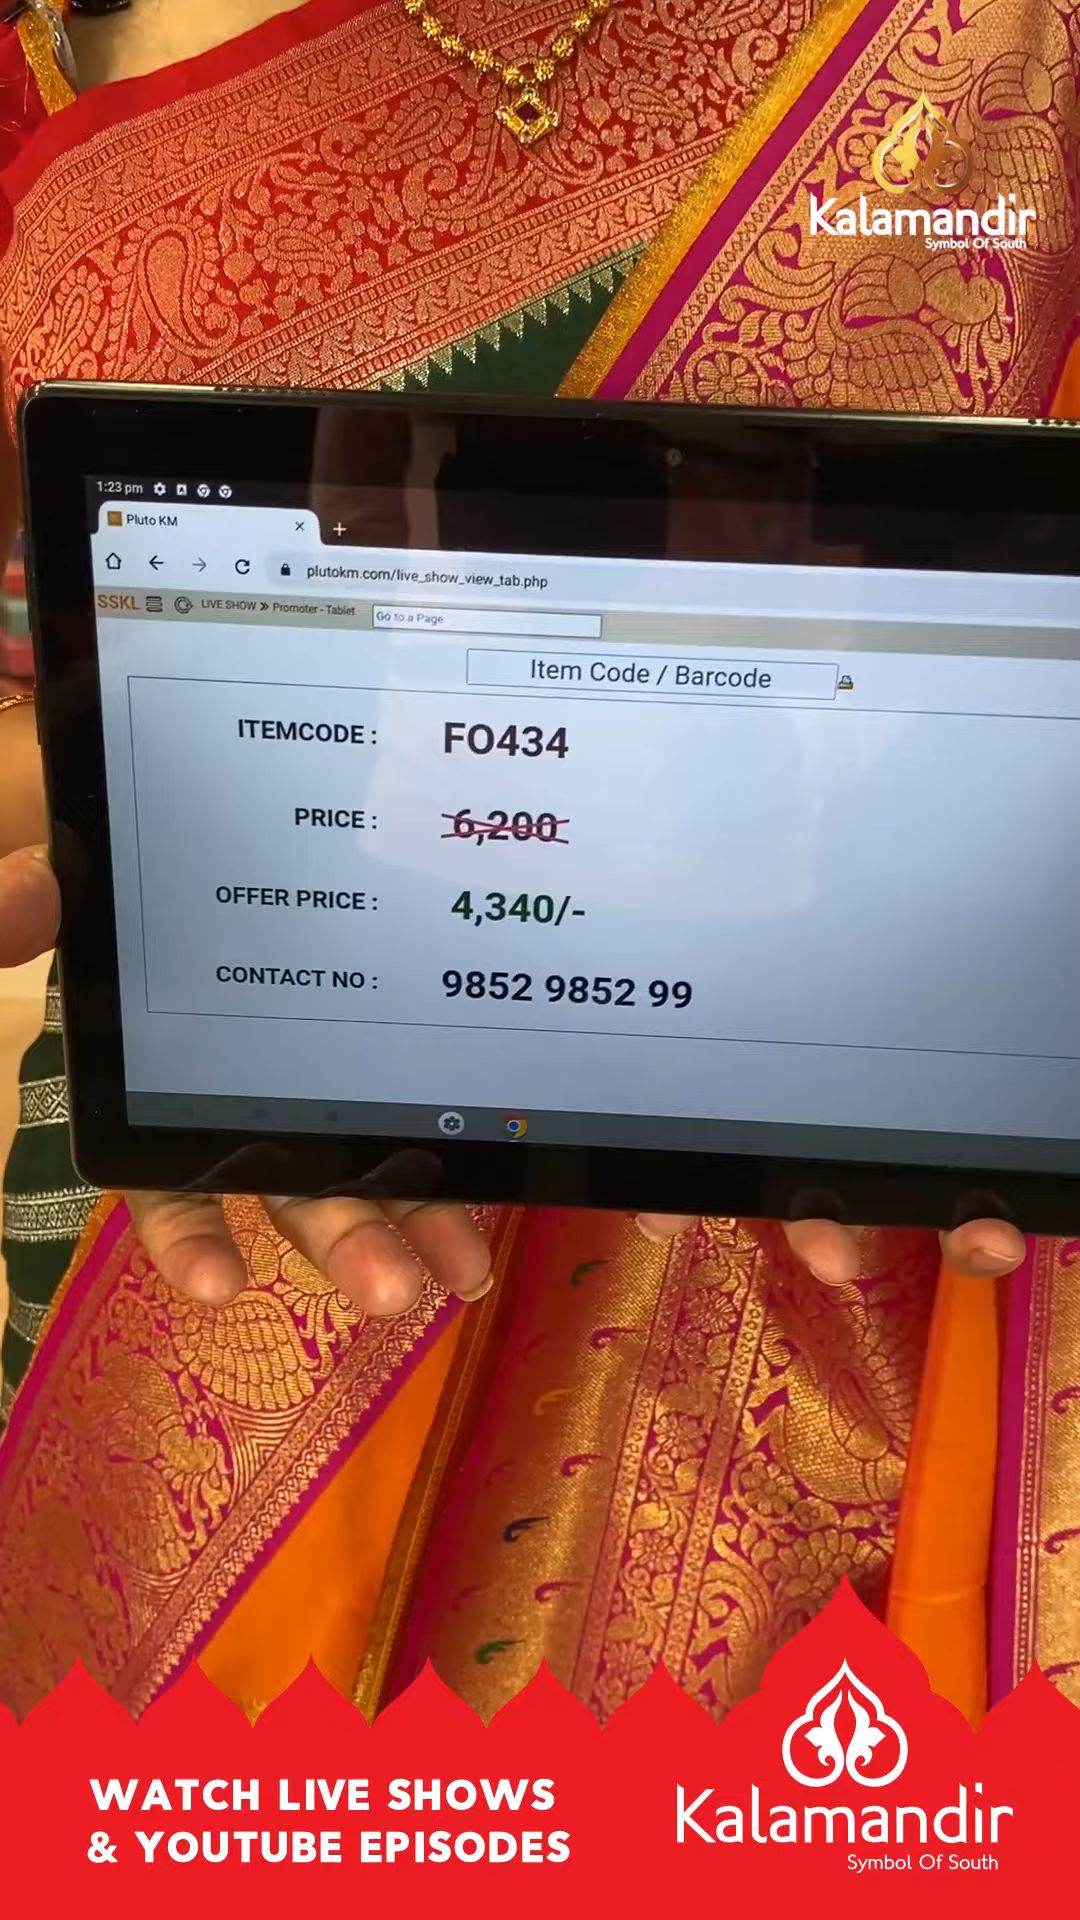 Kalamandir
Symbol Of South
1:23 pm
Pluto KM
plutokm.com/live_show_view_tab.php
SSKL
LIVE SHOW » Promoter - Tablet
Go to a Page
Item Code / Barcode
ITEMCODE : FO434
PRICE : 6,200
OFFER PRICE : 4,340/-
CONTACT NO : 9852 9852 99
WATCH LIVE SHOWS
& YOUTUBE EPISODES
Kalamandir
Symbol Of South